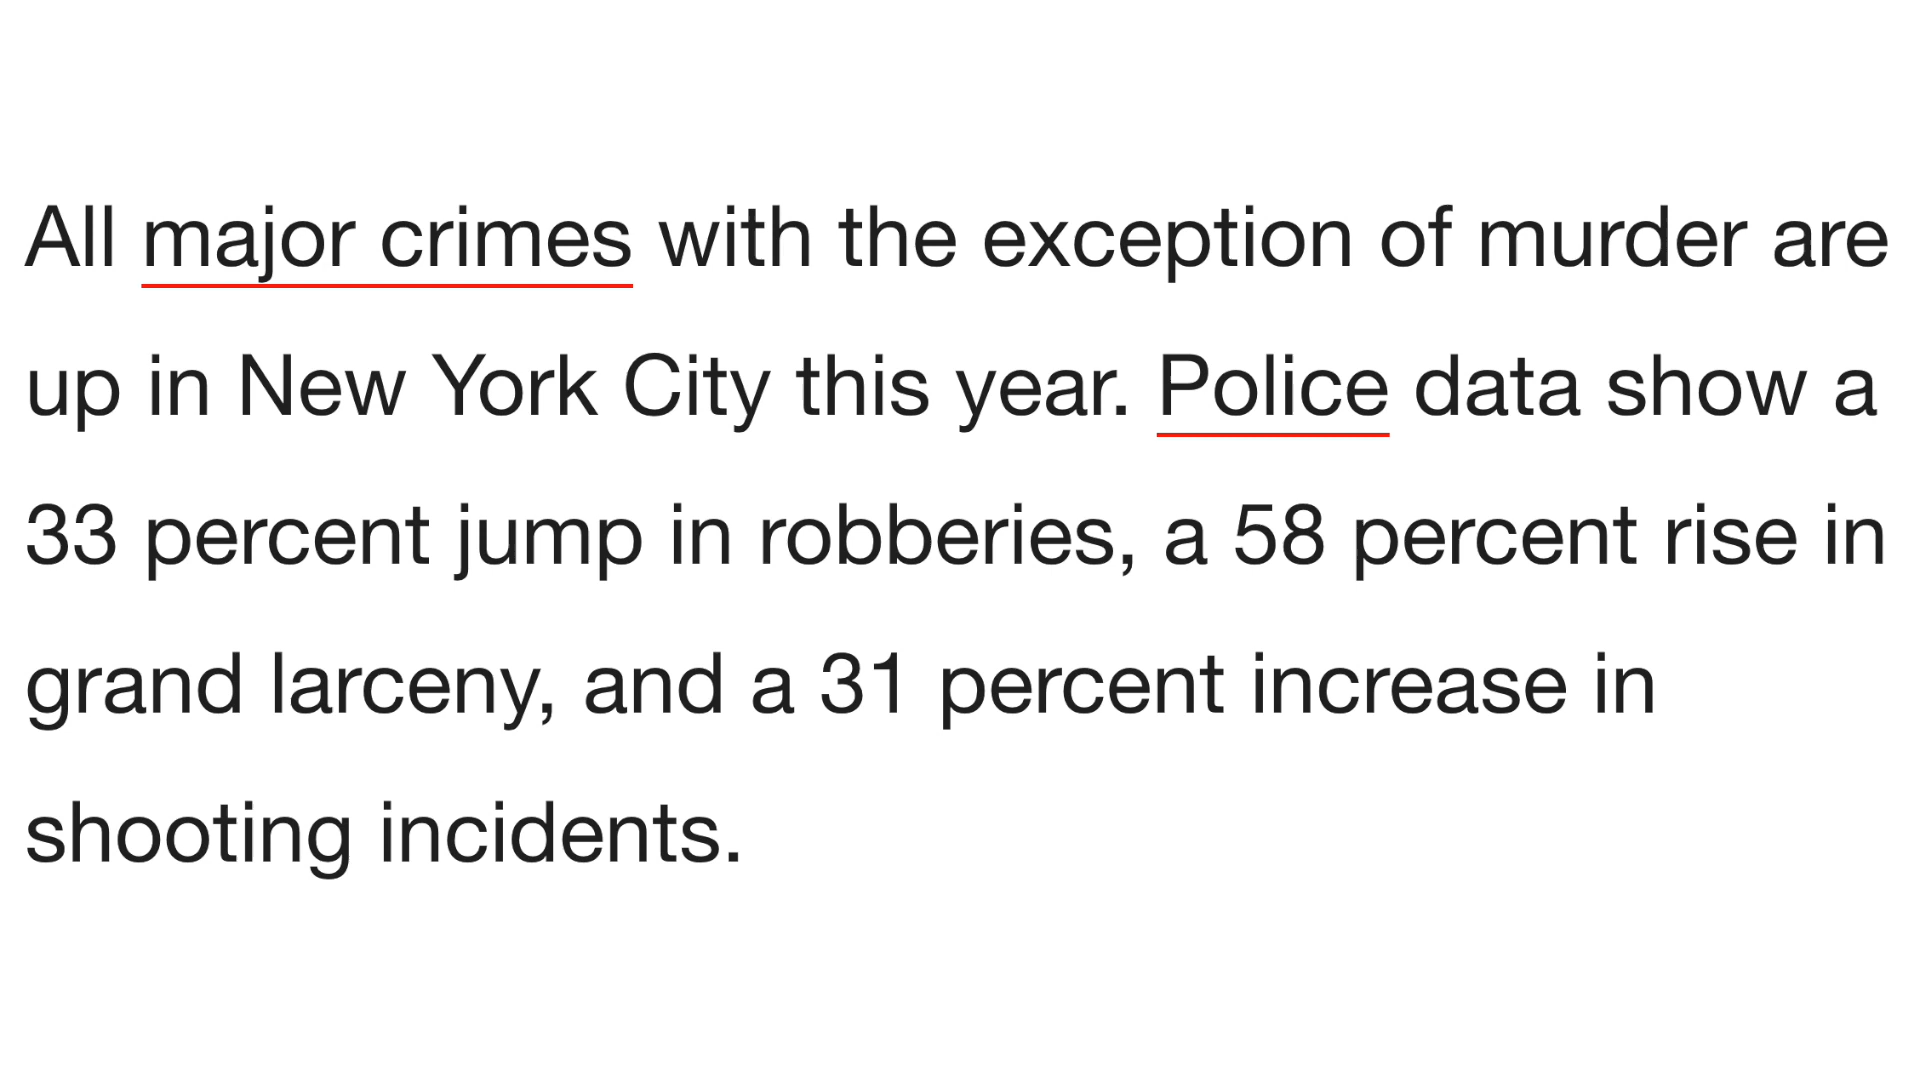 All major crimes with the exception of murder are
up in New York City this year. Police data show a
33 percent jump in robberies, a 58 percent rise in
grand larceny, and a 31 percent increase in
shooting incidents.